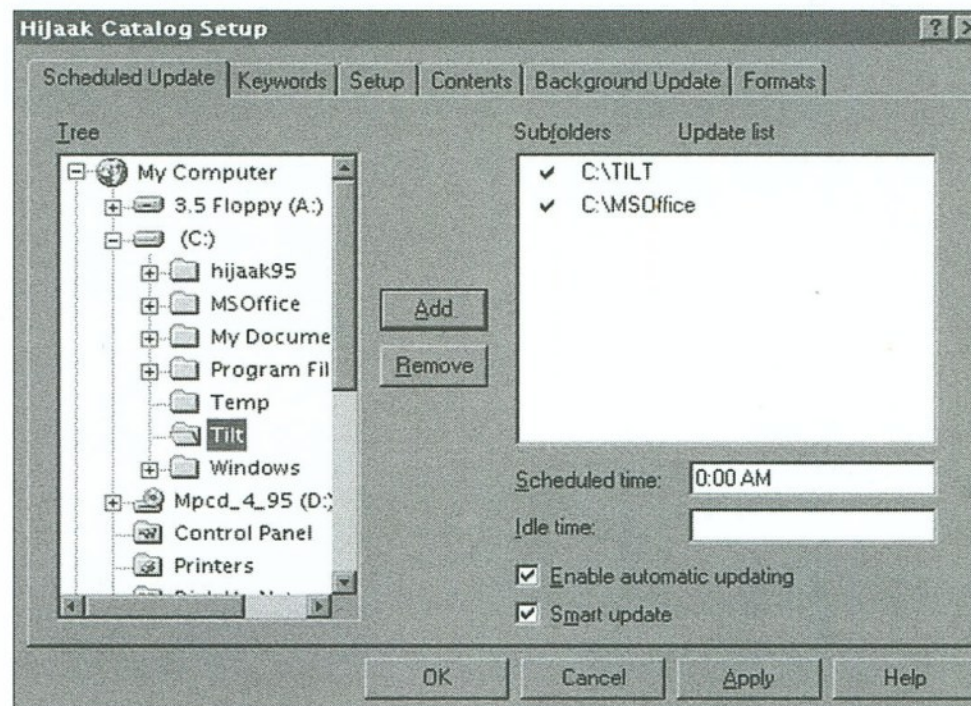 HiJaak Catalog Setup
Scheduled Update Keywords Setup Contents Background Update Formats
Tree
My Computer
3.5 Floppy (A:)
(C:)
hijaak95
MSOffice
My Docume
Program Fil
Temp
Tilt
Windows
Mpcd_4_95 (D:)
Control Panel
Printers
Add
Remove
Subfolders Update list
C:\TILT
C:\MSOffice
Scheduled time: 0:00 AM
Idle time:
Enable automatic updating
Smart update
OK Cancel Apply Help